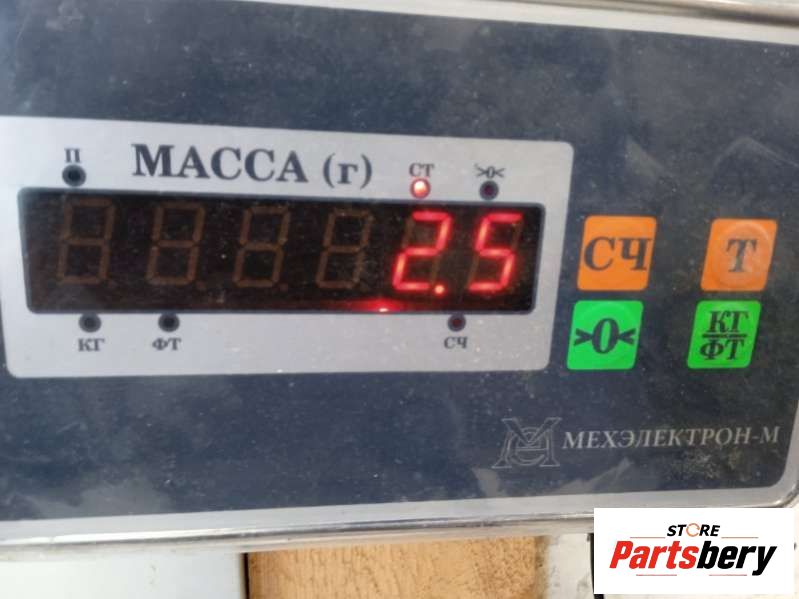 П
МАССА (г)
СТ
>0<
2.5
КГ
ФТ
СЧ
СЧ
Т
>0<
КГ
ФТ
МЕХЭЛЕКТРОН-М
STORE
Partsbery